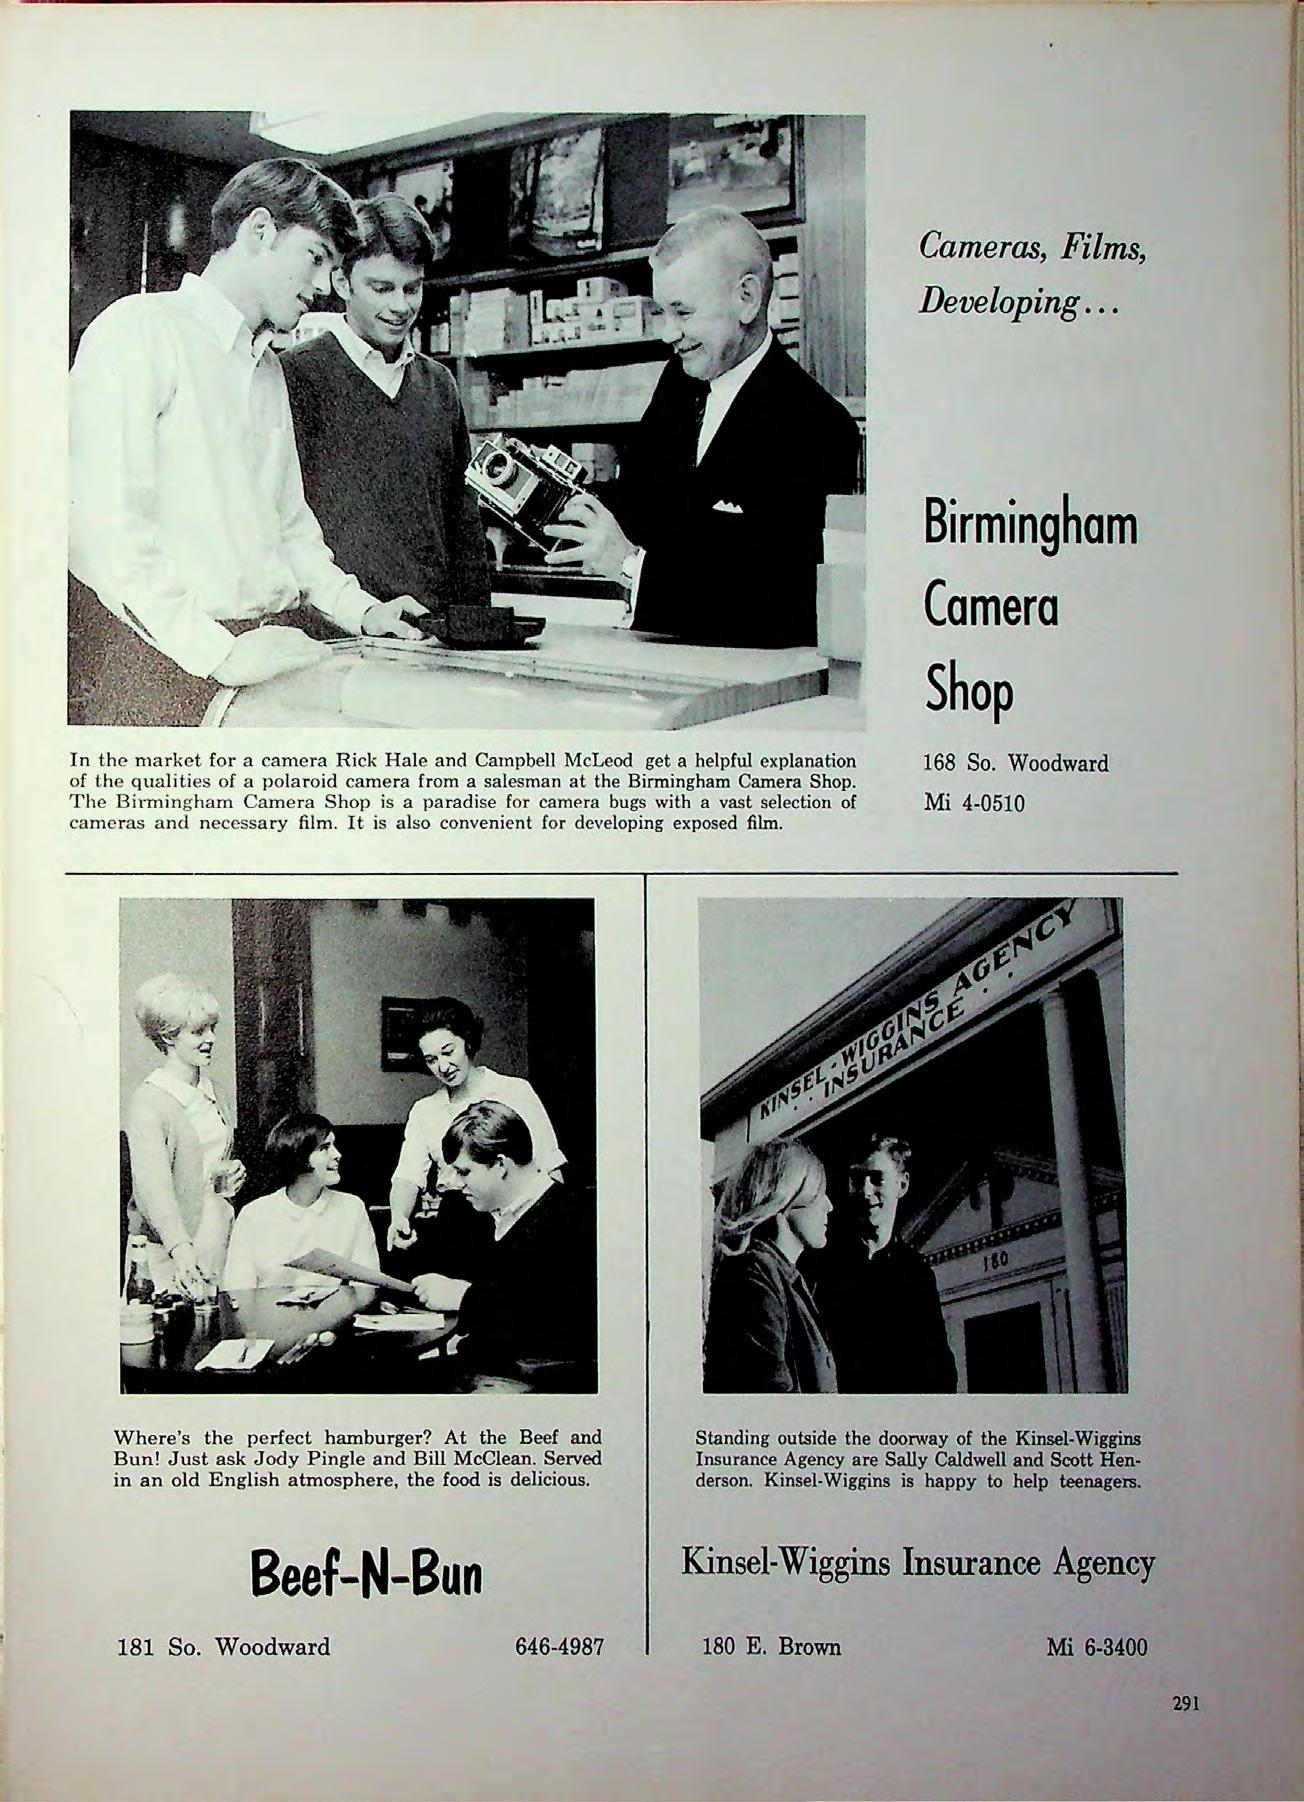 Cameras, Films,
Developing...
Birmingham
Camera
Shop
168 So. Woodward
Mi 4-0510
In the market for a camera Rick Hale and Campbell McLeod get a helpful explanation
of the qualities of a polaroid camera from a salesman at the Birmingham Camera Shop.
The Birmingham Camera Shop is a paradise for camera bugs with a vast selection of
cameras and necessary film. It is also convenient for developing exposed film.
Where's the perfect hamburger? At the Beef and
Bun! Just ask Jody Pingle and Bill McClean. Served
in an old English atmosphere, the food is delicious.
Beef-N-Bun
181 So. Woodward 646-4987
KINSEL-WIGGINS AGENCY
· · INSURANCE · ·
180
Standing outside the doorway of the Kinsel-Wiggins
Insurance Agency are Sally Caldwell and Scott Hen-
derson. Kinsel-Wiggins is happy to help teenagers.
Kinsel-Wiggins Insurance Agency
180 E. Brown Mi 6-3400
291